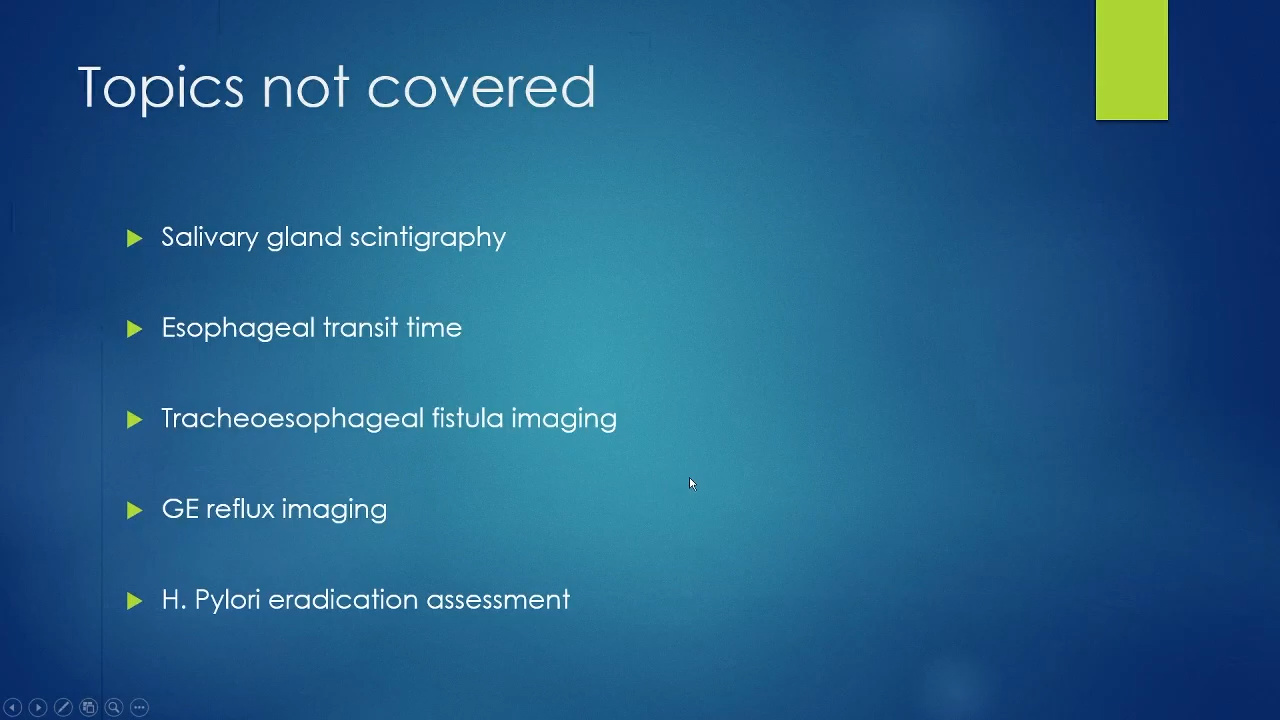 Topics not covered
Salivary gland scintigraphy
Esophageal transit time
Tracheoesophageal fistula imaging
GE reflux imaging
H. Pylori eradication assessment